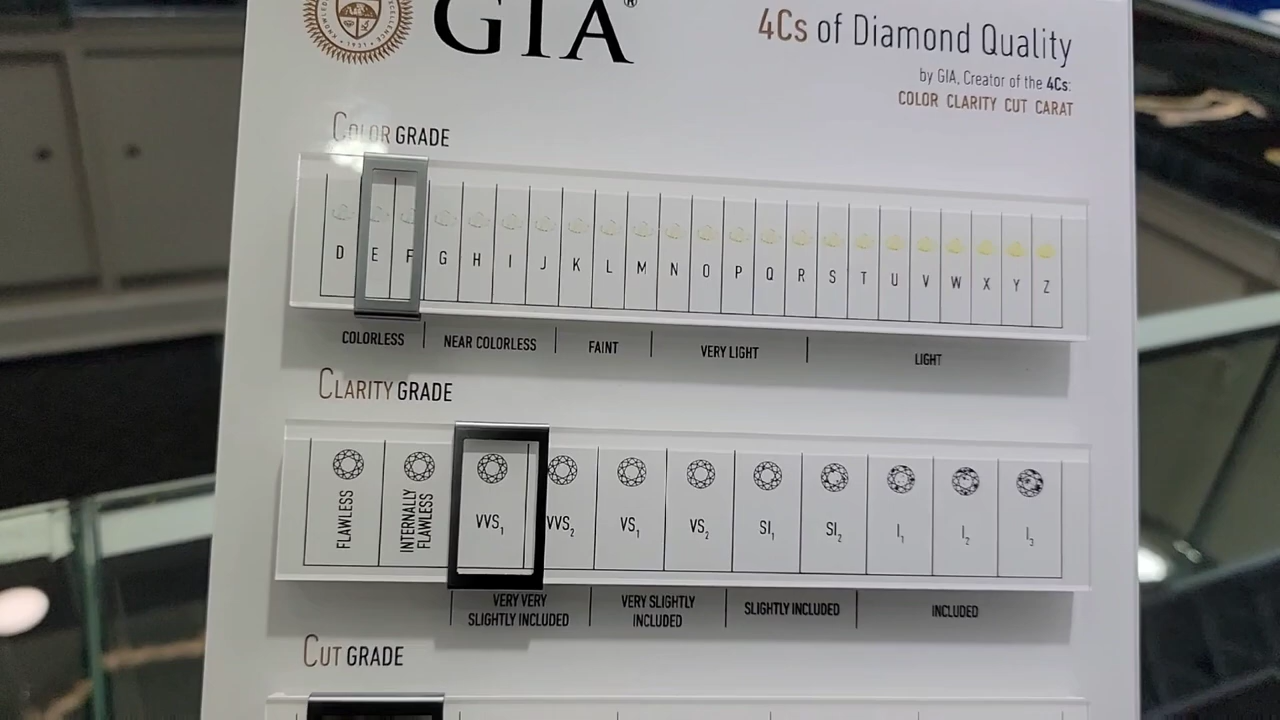 GIA®
4Cs of Diamond Quality
by GIA, Creator of the 4Cs:
COLOR CLARITY CUT CARAT
COLOR GRADE
D E F G H I J K L M N O P Q R S T U V W X Y Z
COLORLESS NEAR COLORLESS FAINT VERY LIGHT LIGHT
CLARITY GRADE
FLAWLESS
INTERNALLY
FLAWLESS
VVS1 VVS2 VS1 VS2 SI1 SI2 I1 I2 I3
VERY VERY
SLIGHTLY INCLUDED
VERY SLIGHTLY
INCLUDED
SLIGHTLY INCLUDED
INCLUDED
CUT GRADE